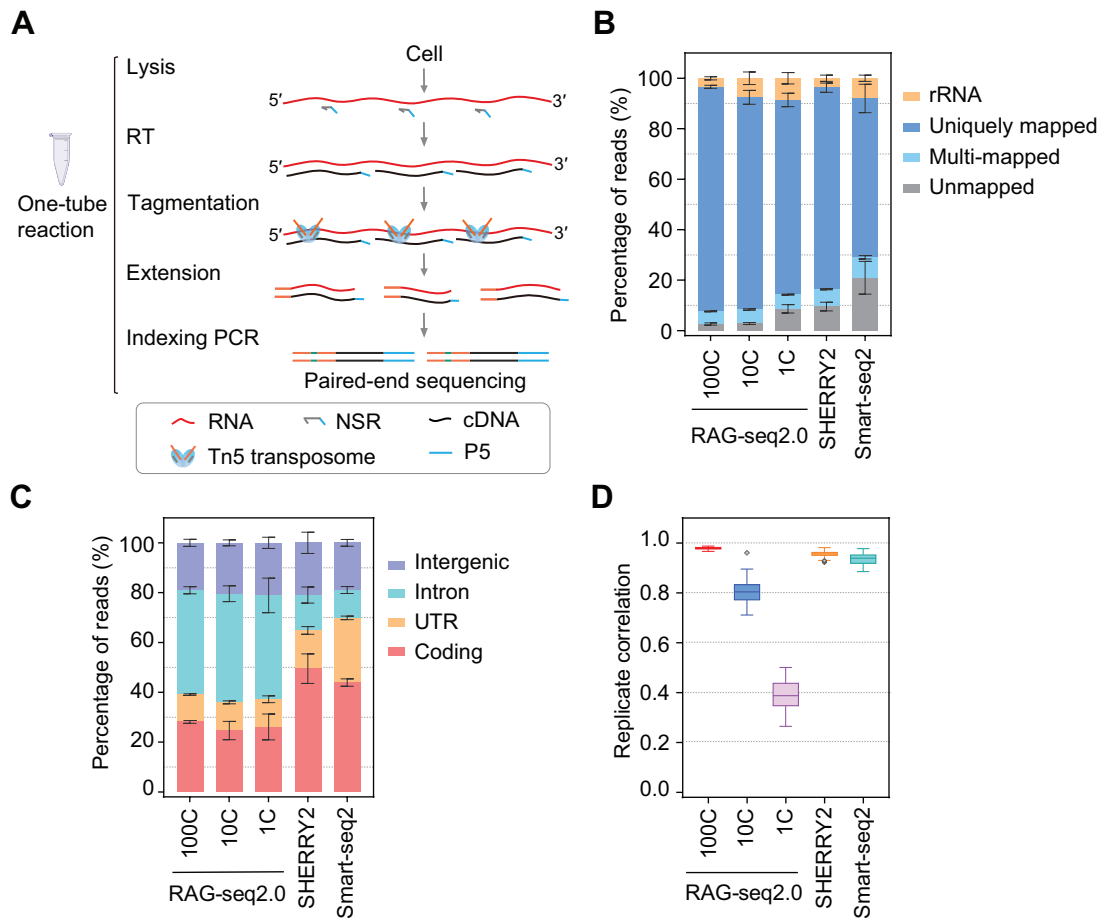 A
Cell
Lysis
5′
3′
RT
5′
3′
Tagmentation
5′
3′
One-tube
reaction
Extension
Indexing PCR
Paired-end sequencing
RNA
NSR
cDNA
Tn5 transposome
P5
B
Percentage of reads (%)
100
80
60
40
20
0
100C
10C
1C
SHERRY2
Smart-seq2
RAG-seq2.0
rRNA
Uniquely mapped
Multi-mapped
Unmapped
C
Percentage of reads (%)
100
80
60
40
20
0
100C
10C
1C
SHERRY2
Smart-seq2
RAG-seq2.0
Intergenic
Intron
UTR
Coding
D
Replicate correlation
1.0
0.8
0.6
0.4
0.2
0.0
100C
10C
1C
SHERRY2
Smart-seq2
RAG-seq2.0